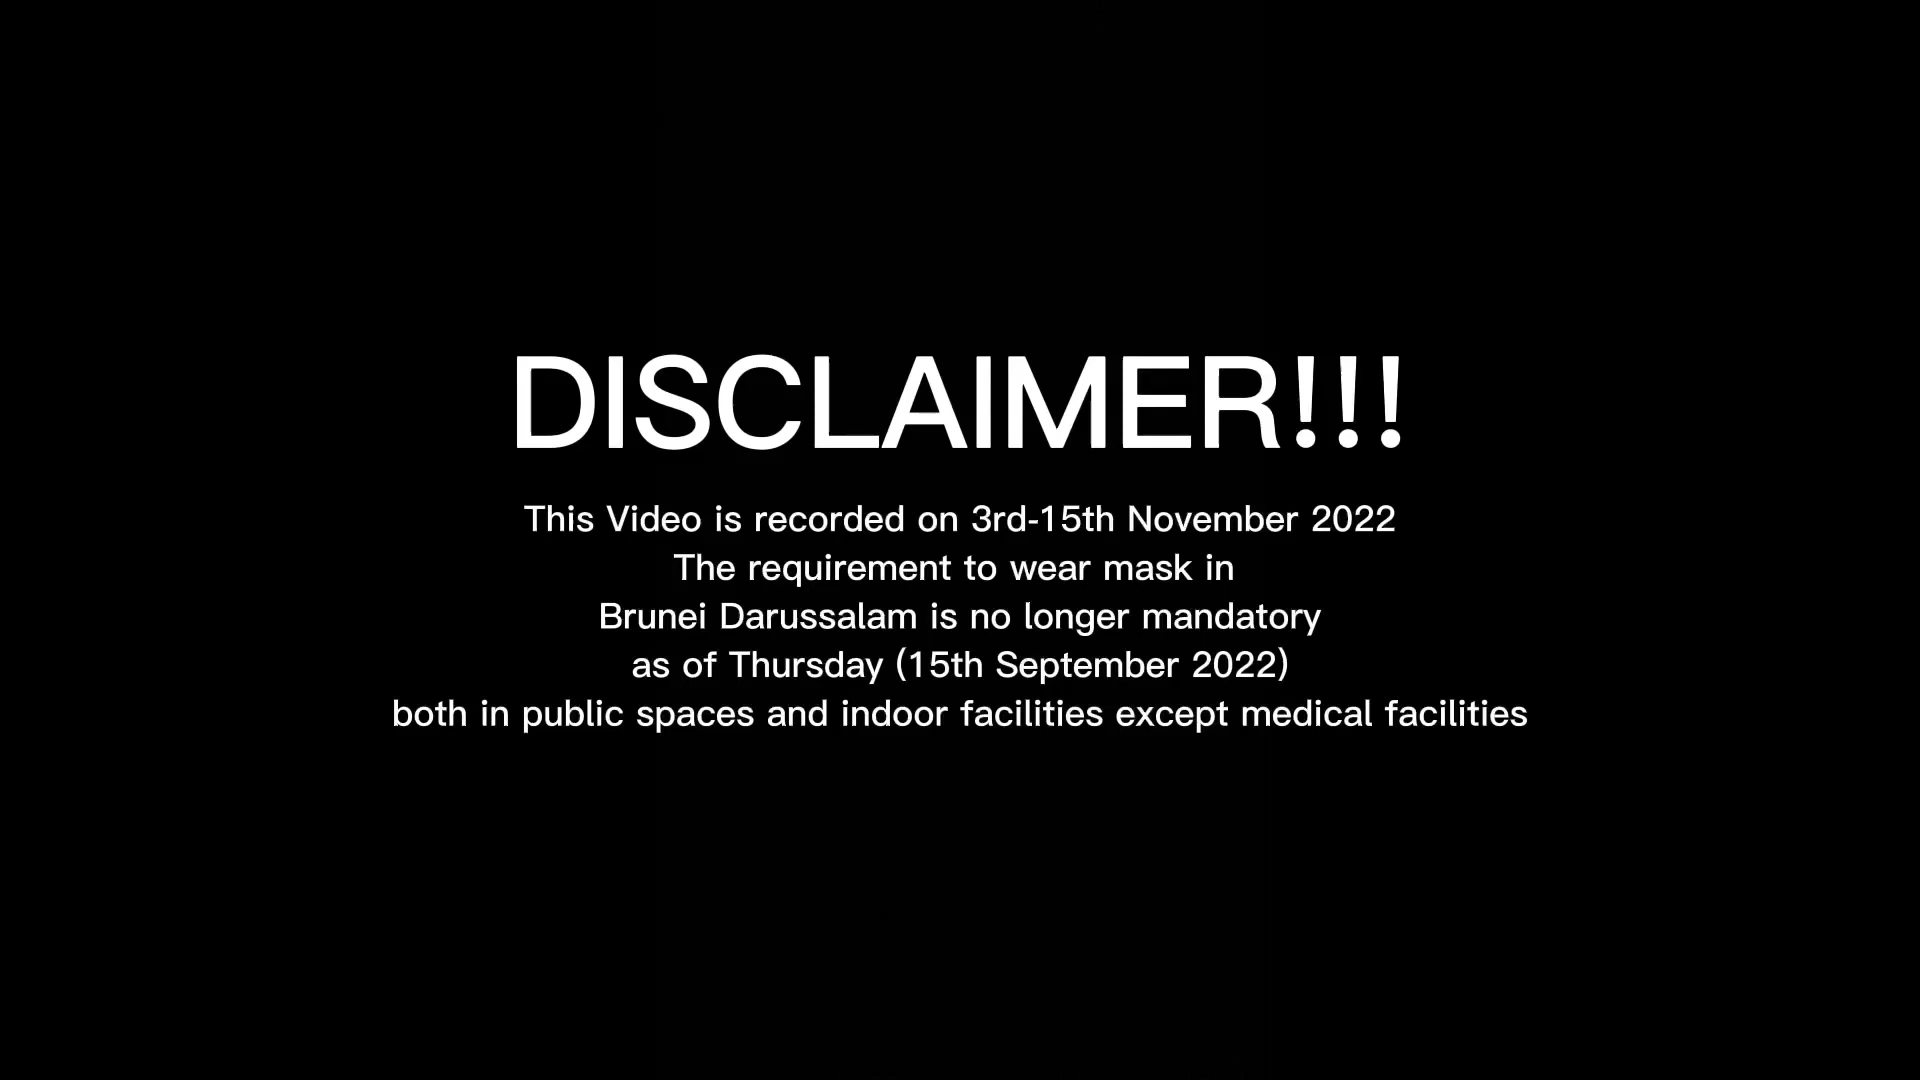 DISCLAIMER!!!
This Video is recorded on 3rd-15th November 2022
The requirement to wear mask in
Brunei Darussalam is no longer mandatory
as of Thursday (15th September 2022)
both in public spaces and indoor facilities except medical facilities